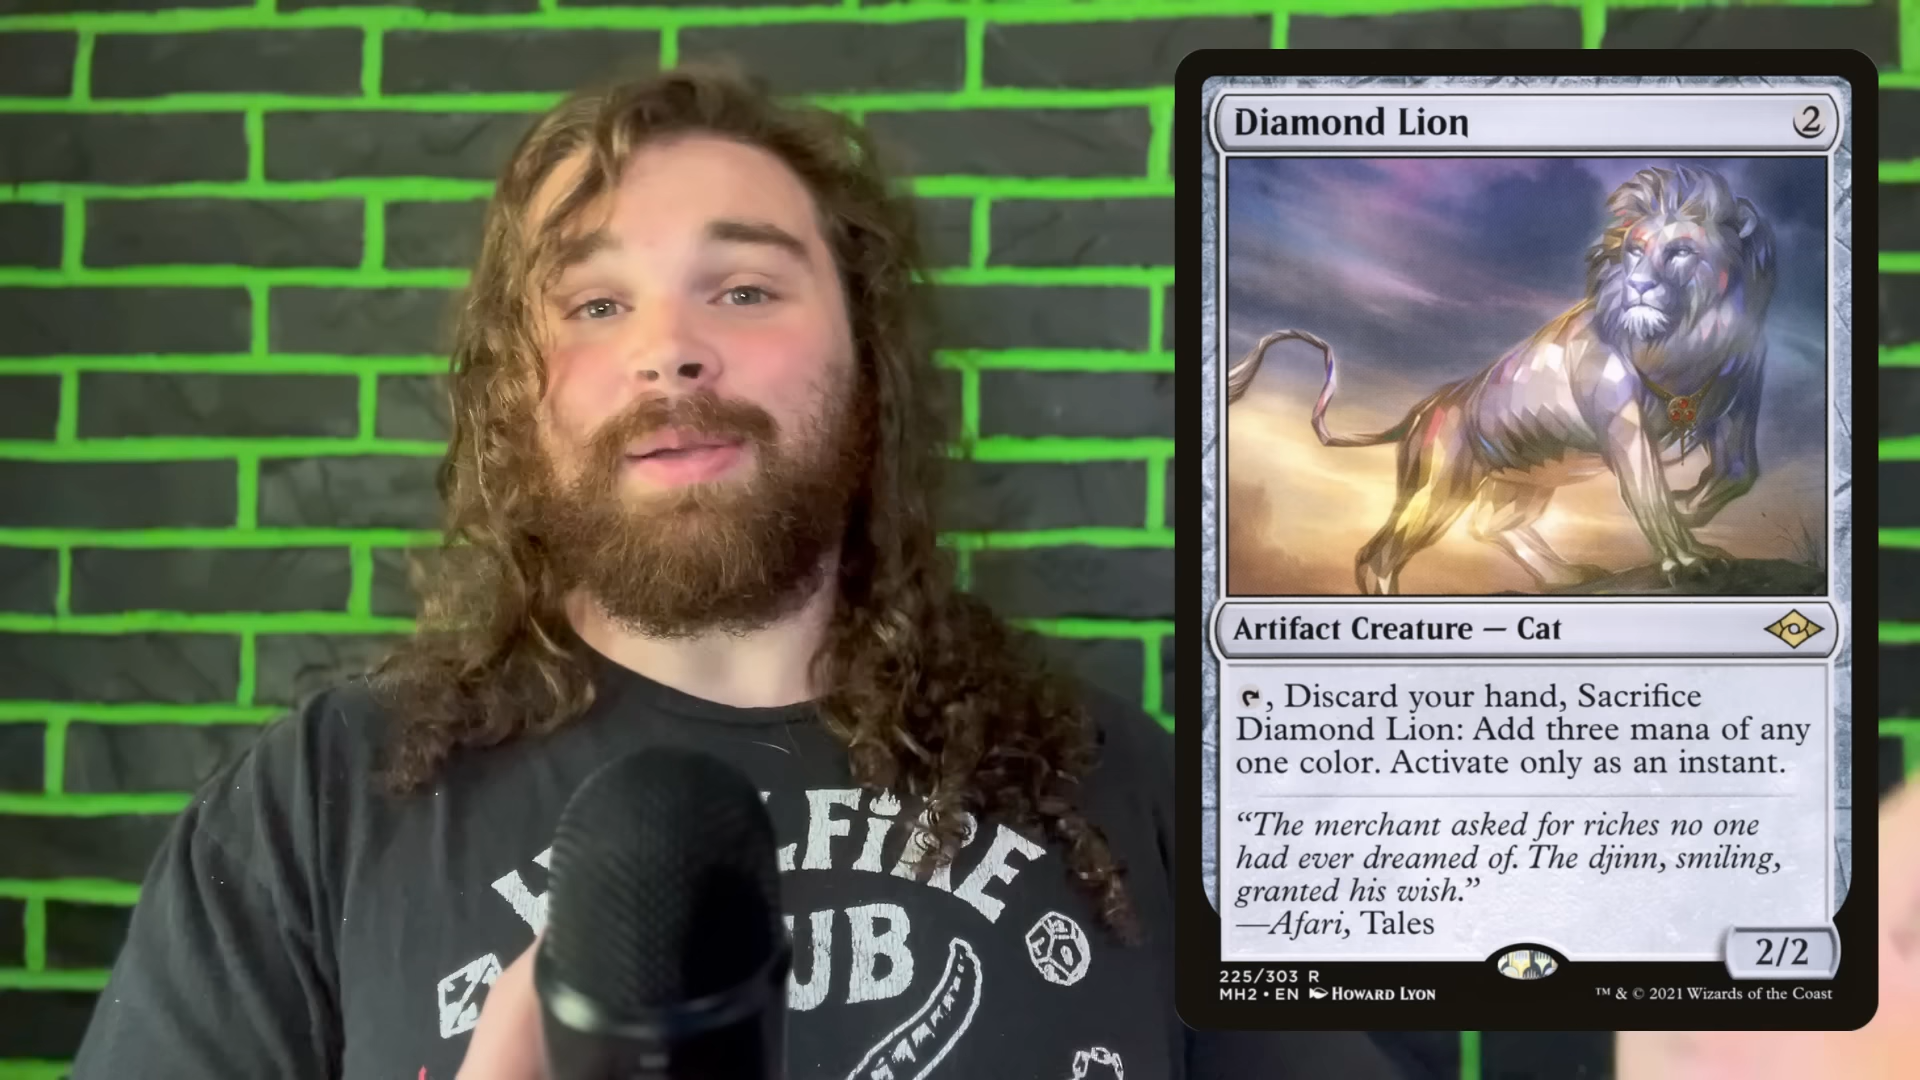 Diamond Lion 2
Artifact Creature — Cat
, Discard your hand, Sacrifice
Diamond Lion: Add three mana of any
one color. Activate only as an instant.
“The merchant asked for riches no one
had ever dreamed of. The djinn, smiling,
granted his wish.”
—Afari, Tales
2/2
225/303 R
MH2 • EN HOWARD LYON
™ & © 2021 Wizards of the Coast